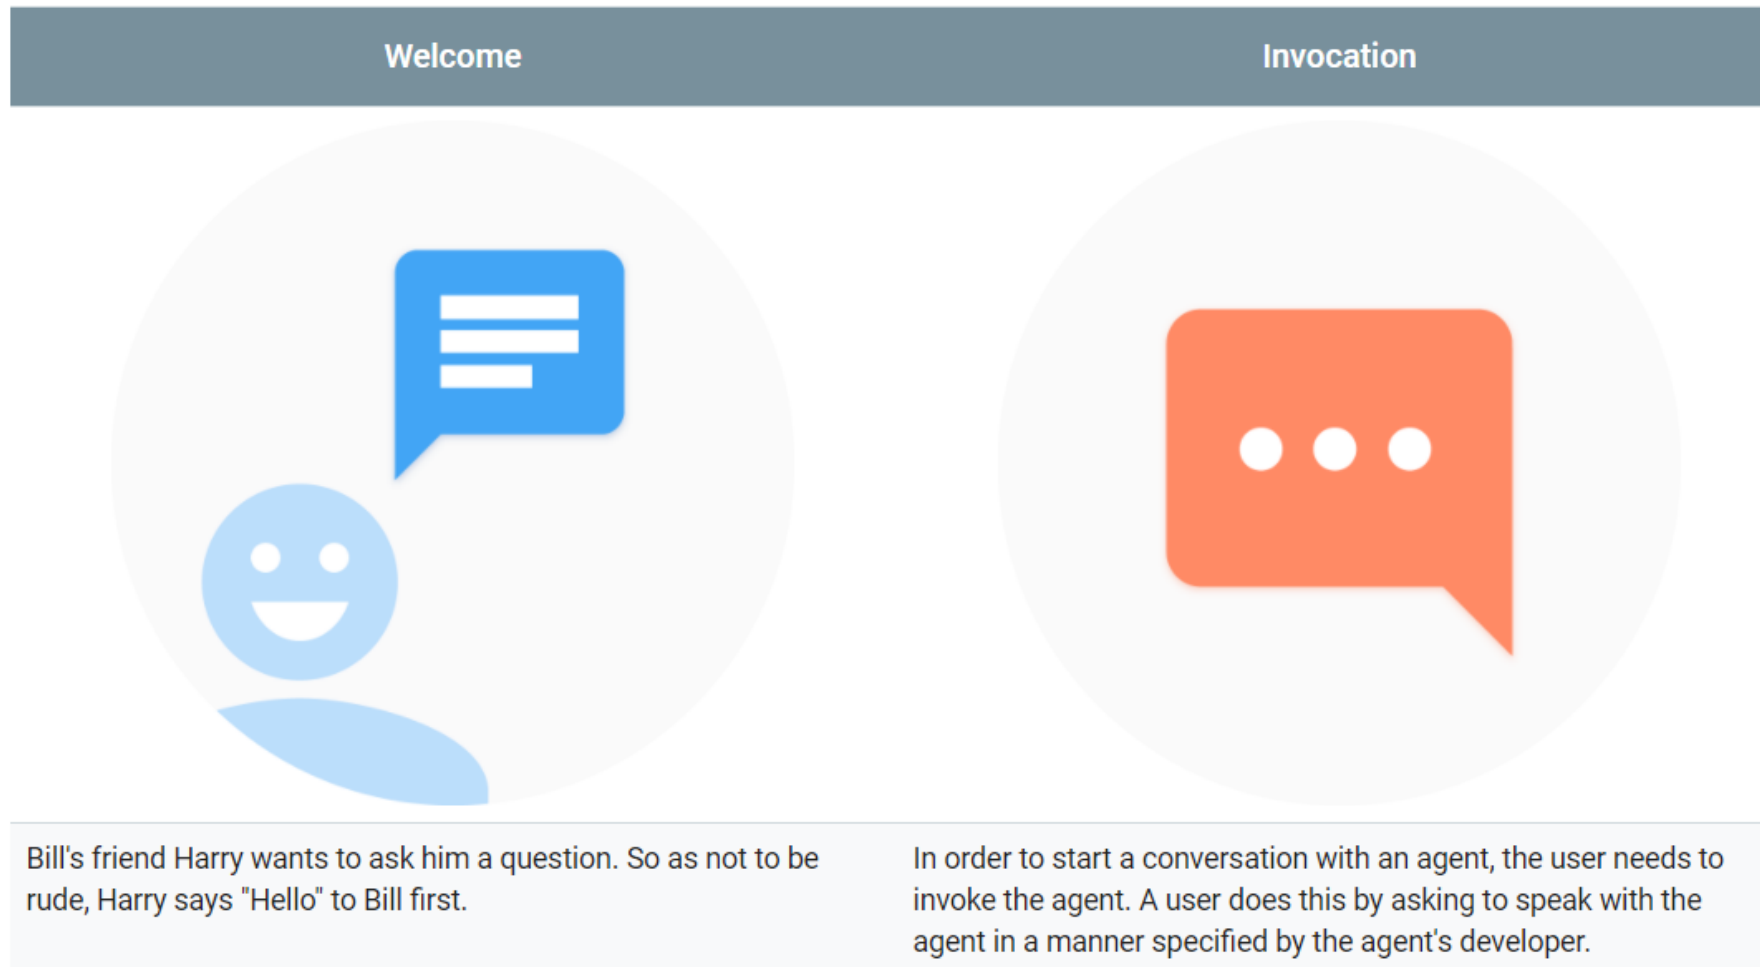 Welcome
Invocation
Bill's friend Harry wants to ask him a question. So as not to be
rude, Harry says "Hello" to Bill first.
In order to start a conversation with an agent, the user needs to
invoke the agent. A user does this by asking to speak with the
agent in a manner specified by the agent's developer.